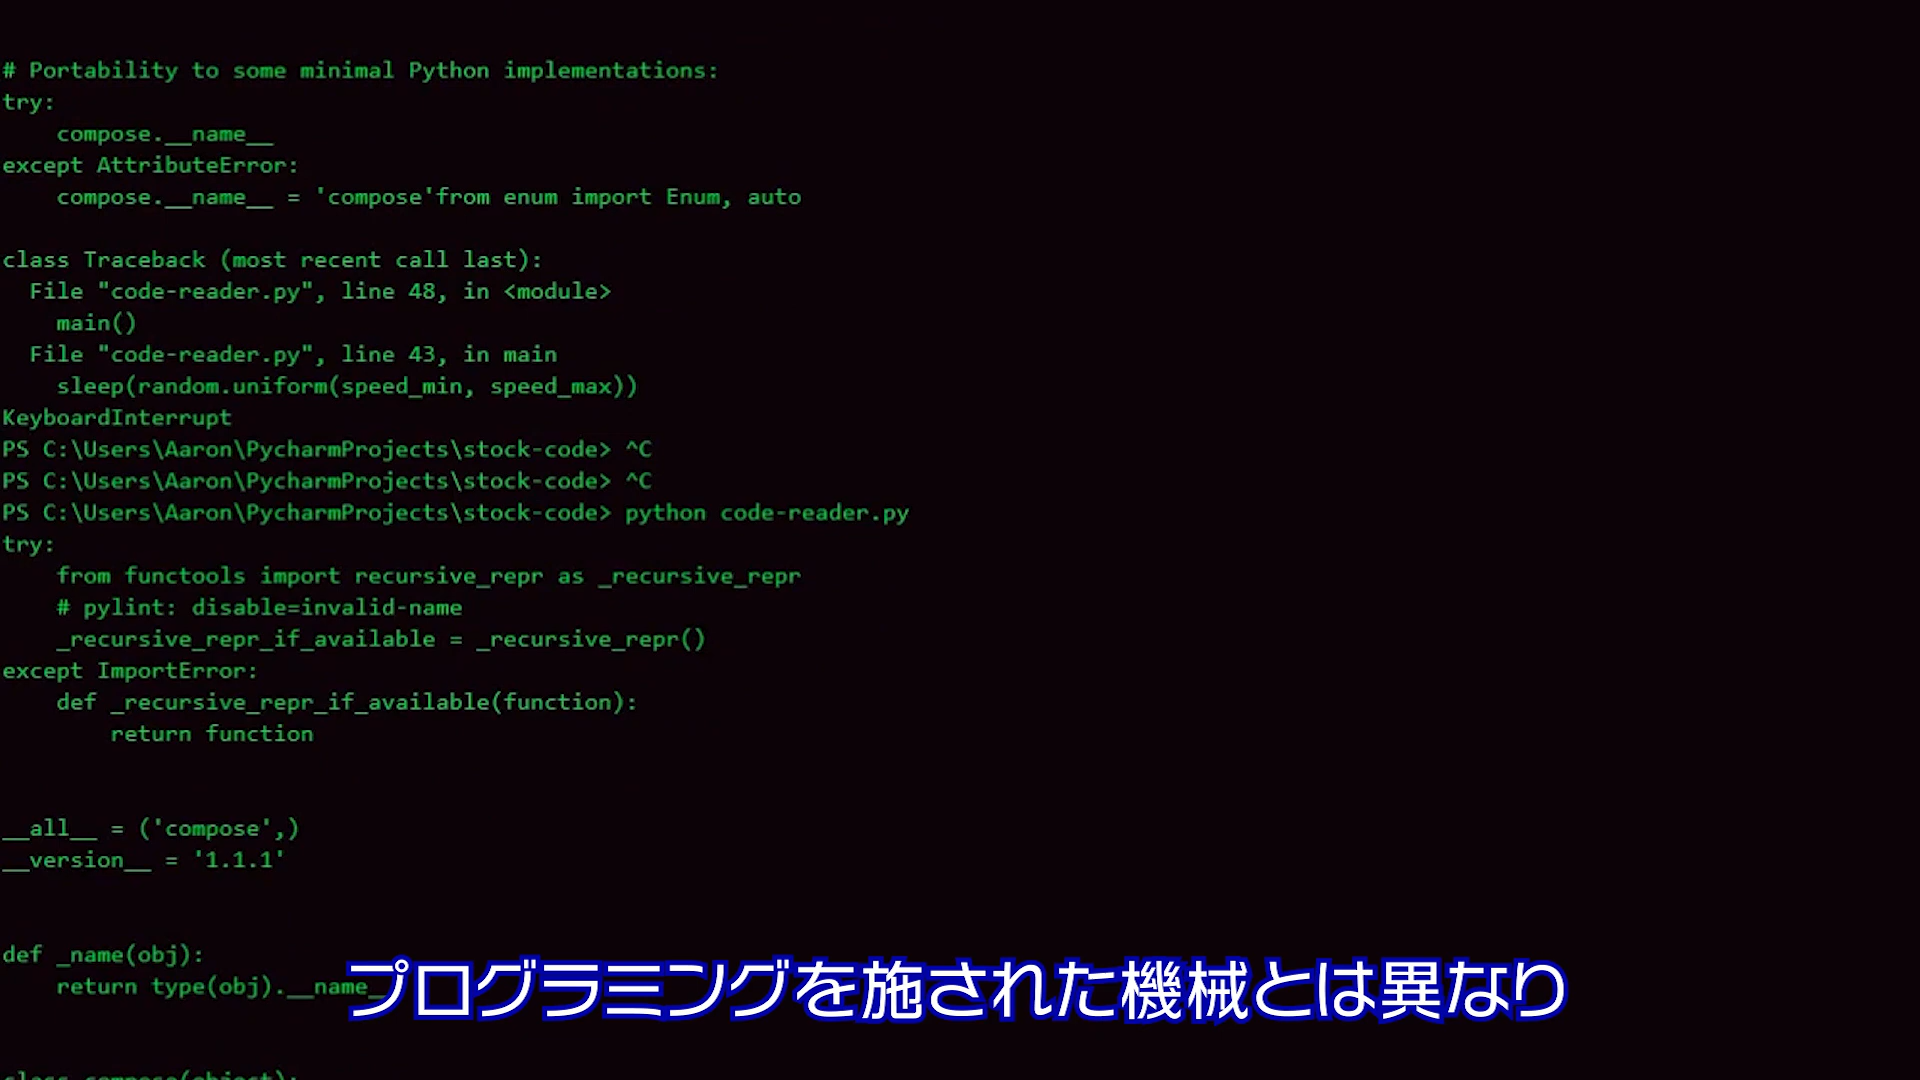 # Portability to some minimal Python implementations:
try:
    compose.__name__
except AttributeError:
    compose.__name__ = 'compose'from enum import Enum, auto
class Traceback (most recent call last):
  File "code-reader.py", line 48, in <module>
    main()
  File "code-reader.py", line 43, in main
    sleep(random.uniform(speed_min, speed_max))
KeyboardInterrupt
PS C:\Users\Aaron\PycharmProjects\stock-code> ^C
PS C:\Users\Aaron\PycharmProjects\stock-code> ^C
PS C:\Users\Aaron\PycharmProjects\stock-code> python code-reader.py
try:
    from functools import recursive_repr as _recursive_repr
    # pylint: disable=invalid-name
    _recursive_repr_if_available = _recursive_repr()
except ImportError:
    def _recursive_repr_if_available(function):
        return function
__all__ = ('compose',)
__version__ = '1.1.1'
def _name(obj):
    return type(obj).__name__
プログラミングを施された機械とは異なり
class compose(object):